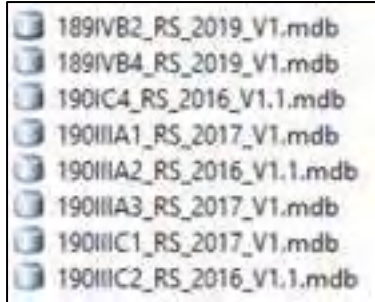 189IVB2_RS_2019_V1.mdb
189IVB4_RS_2019_V1.mdb
190IC4_RS_2016_V1.1.mdb
190IIIA1_RS_2017_V1.mdb
190IIIA2_RS_2016_V1.1.mdb
190IIIA3_RS_2017_V1.mdb
190IIIC1_RS_2017_V1.mdb
190IIIC2_RS_2016_V1.1.mdb